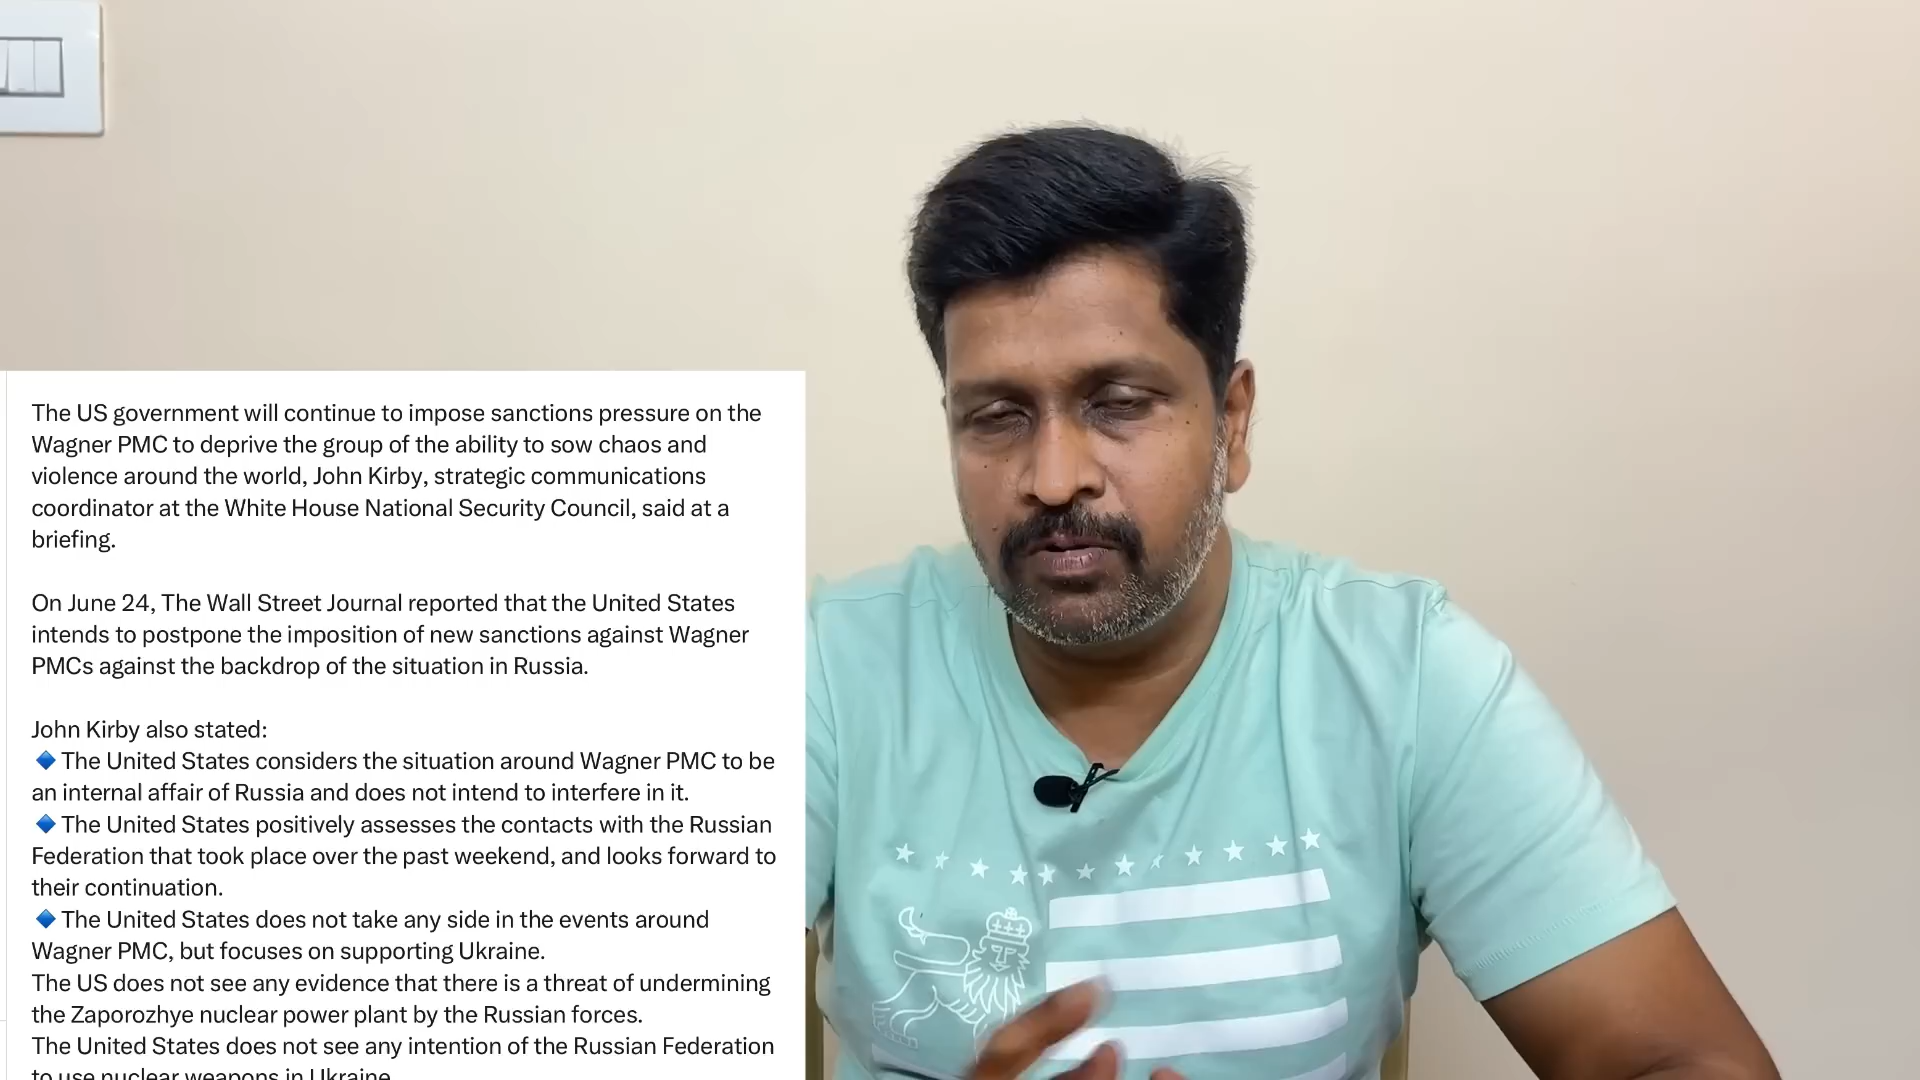 The US government will continue to impose sanctions pressure on the
Wagner PMC to deprive the group of the ability to sow chaos and
violence around the world, John Kirby, strategic communications
coordinator at the White House National Security Council, said at a
briefing.
On June 24, The Wall Street Journal reported that the United States
intends to postpone the imposition of new sanctions against Wagner
PMCs against the backdrop of the situation in Russia.
John Kirby also stated:
🔹The United States considers the situation around Wagner PMC to be
an internal affair of Russia and does not intend to interfere in it.
🔹The United States positively assesses the contacts with the Russian
Federation that took place over the past weekend, and looks forward to
their continuation.
🔹The United States does not take any side in the events around
Wagner PMC, but focuses on supporting Ukraine.
The US does not see any evidence that there is a threat of undermining
the Zaporozhye nuclear power plant by the Russian forces.
The United States does not see any intention of the Russian Federation
to use nuclear weapons in Ukraine